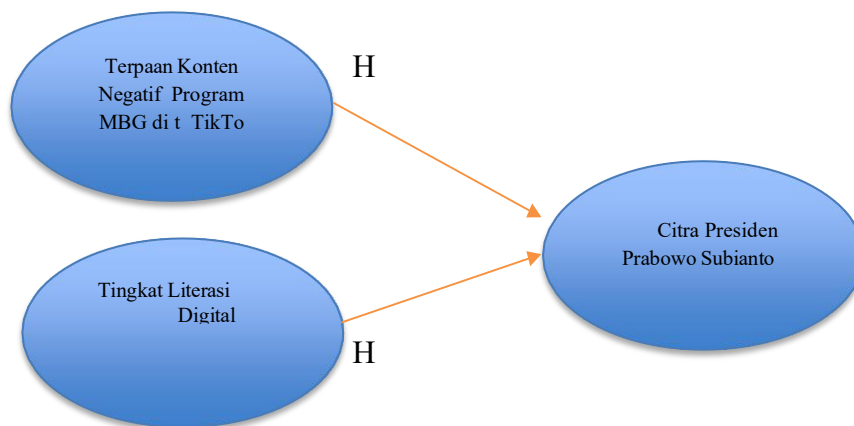 Terpaan Konten
Negatif Program
MBG di t TikTo
H
Citra Presiden
Prabowo Subianto
Tingkat Literasi
Digital
H